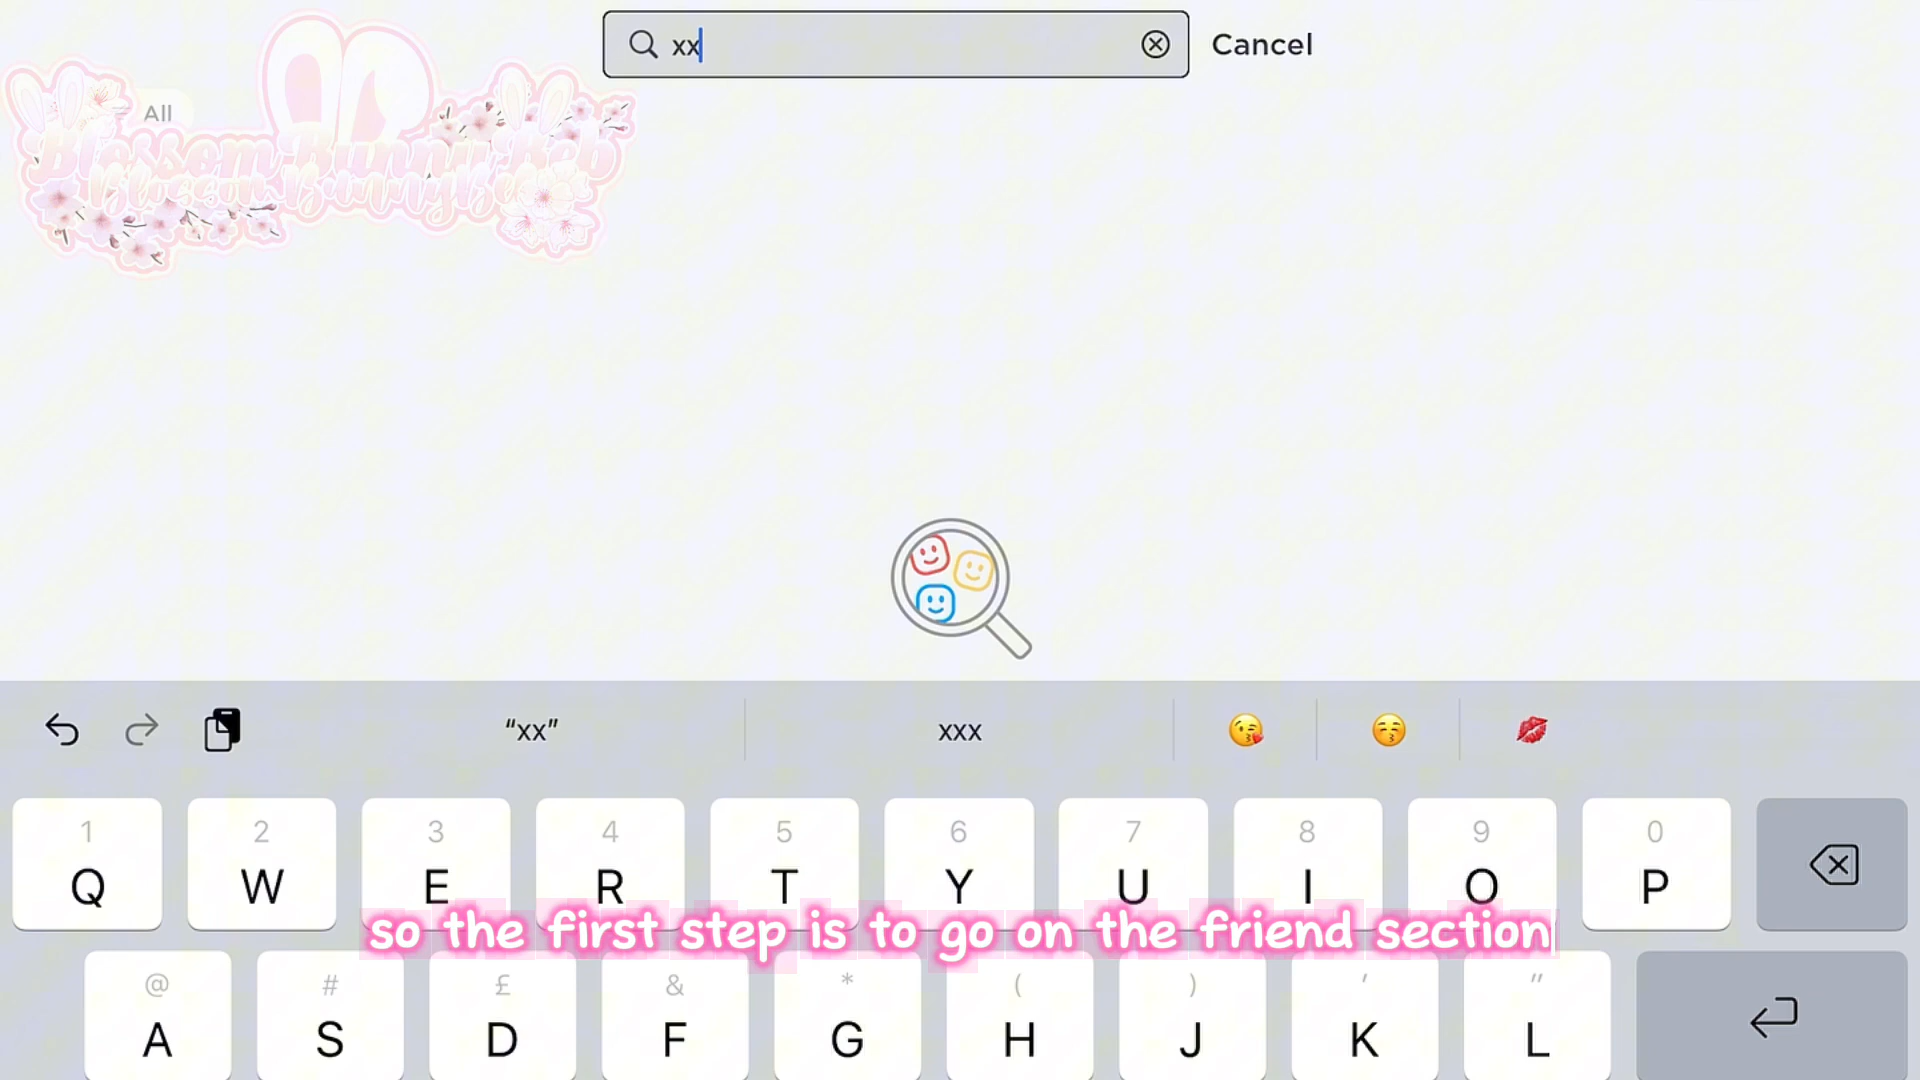 xx
Cancel
All
Blossom Bunny Beb
“xx”
xxx
1 2 3 4 5 6 7 8 9 0
Q W E R T Y U I O P
so the first step is to go on the friend section
@ # £ & * ( ) ' "
A S D F G H J K L